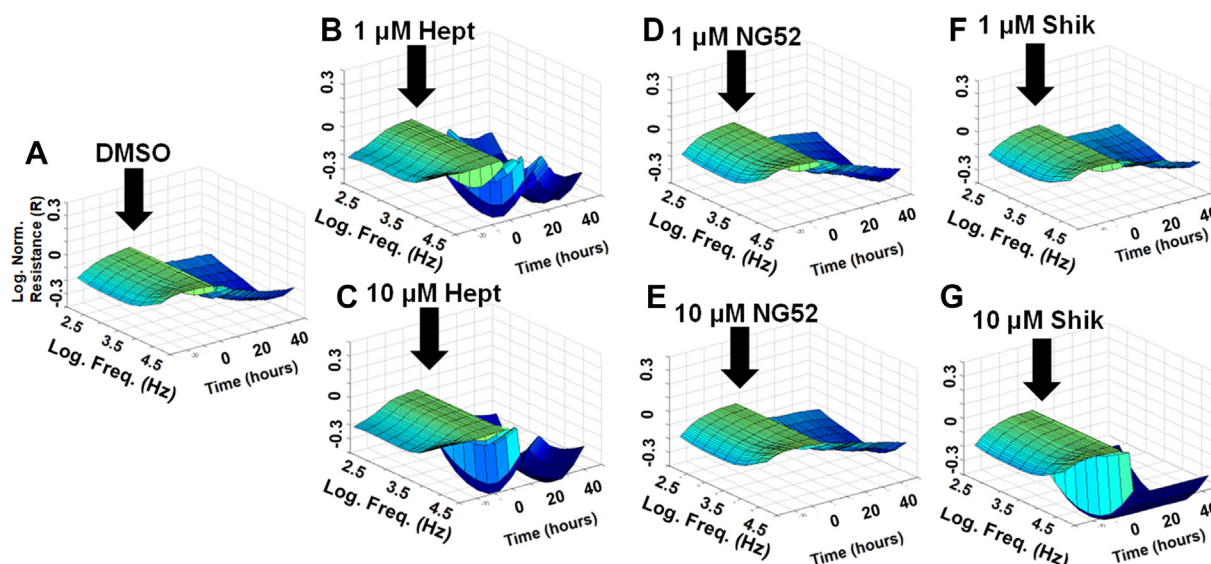 A
DMSO
0.3
0
-0.3
Log. Norm.
Resistance (R)
2.5
3.5
4.5
Log. Freq. (Hz)
0
20
40
Time (hours)
B
1 µM Hept
0.3
0
-0.3
2.5
3.5
4.5
Log. Freq. (Hz)
0
20
40
Time (hours)
C
10 µM Hept
0.3
0
-0.3
2.5
3.5
4.5
Log. Freq. (Hz)
0
20
40
Time (hours)
D
1 µM NG52
0.3
0
-0.3
2.5
3.5
4.5
Log. Freq. (Hz)
0
20
40
Time (hours)
E
10 µM NG52
0.3
0
-0.3
2.5
3.5
4.5
Log. Freq. (Hz)
0
20
40
Time (hours)
F
1 µM Shik
0.3
0
-0.3
2.5
3.5
4.5
Log. Freq. (Hz)
0
20
40
Time (hours)
G
10 µM Shik
0.3
0
-0.3
2.5
3.5
4.5
Log. Freq. (Hz)
0
20
40
Time (hours)